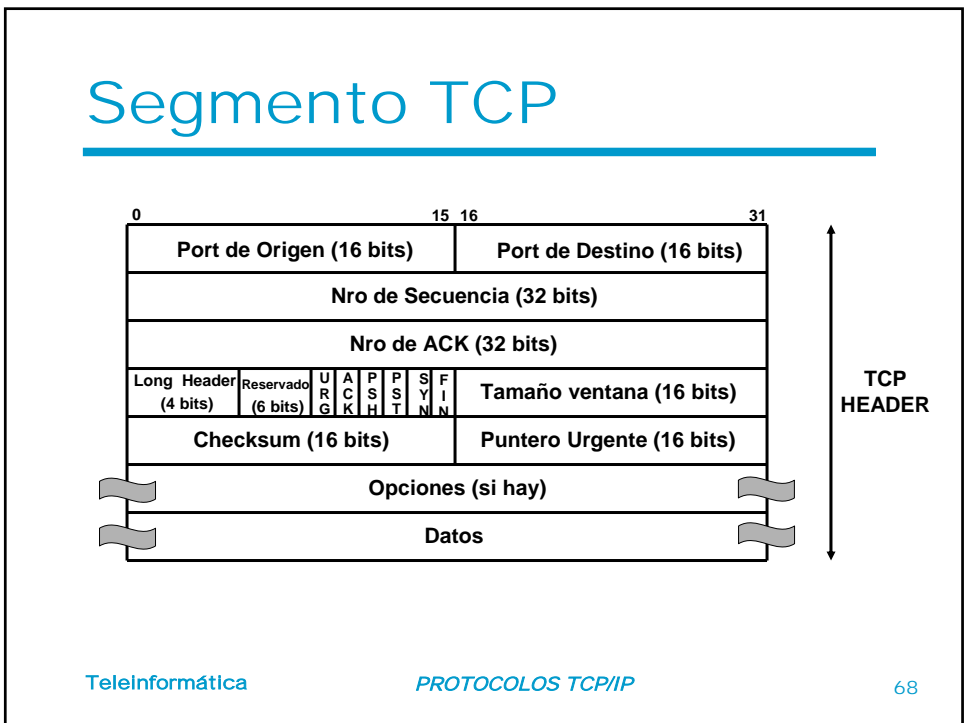 Segmento TCP
0 15 16 31
Port de Origen (16 bits) Port de Destino (16 bits)
Nro de Secuencia (32 bits)
Nro de ACK (32 bits)
Long Header (4 bits) Reservado (6 bits) URG ACK PSH PST SYN FIN Tamaño ventana (16 bits)
Checksum (16 bits) Puntero Urgente (16 bits)
Opciones (si hay)
Datos
TCP
HEADER
Teleinformática PROTOCOLOS TCP/IP 68